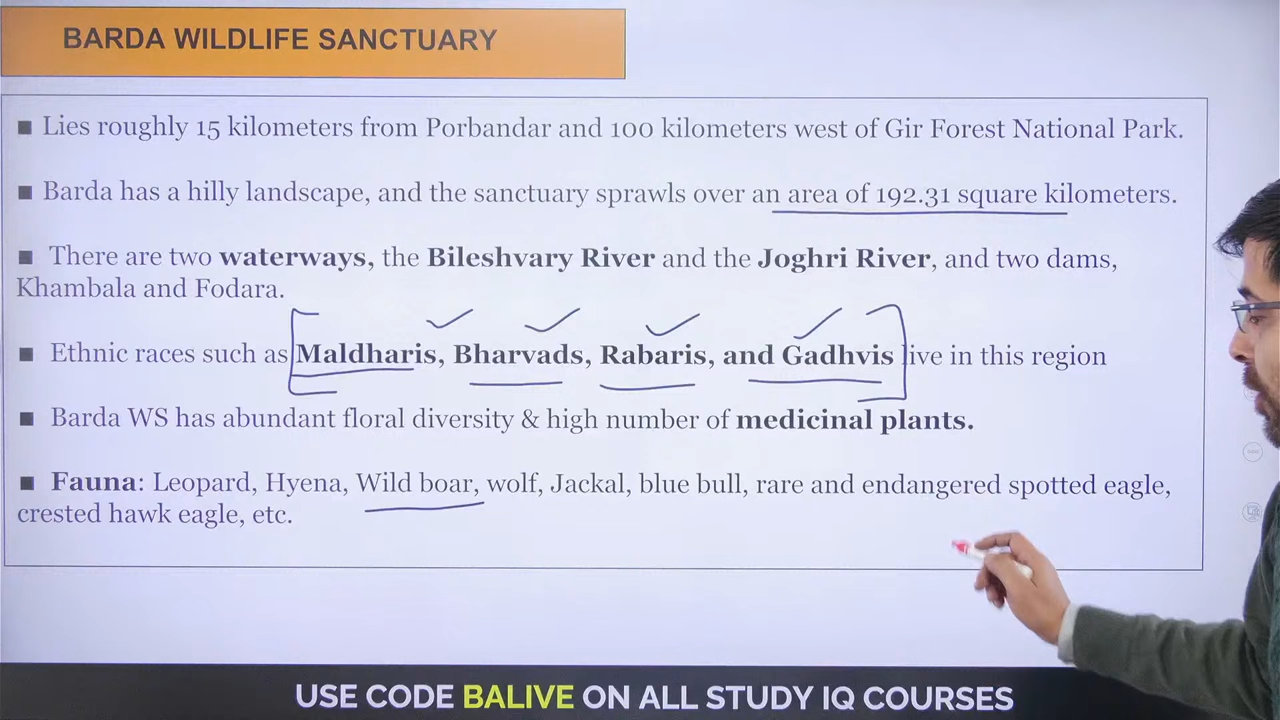 BARDA WILDLIFE SANCTUARY
■ Lies roughly 15 kilometers from Porbandar and 100 kilometers west of Gir Forest National Park.
■ Barda has a hilly landscape, and the sanctuary sprawls over an area of 192.31 square kilometers.
■ There are two waterways, the Bileshvary River and the Joghri River, and two dams,
Khambala and Fodara.
■ Ethnic races such as Maldharis, Bharvads, Rabaris, and Gadhvis live in this region
■ Barda WS has abundant floral diversity & high number of medicinal plants.
■ Fauna: Leopard, Hyena, Wild boar, wolf, Jackal, blue bull, rare and endangered spotted eagle,
crested hawk eagle, etc.
USE CODE BALIVE ON ALL STUDY IQ COURSES